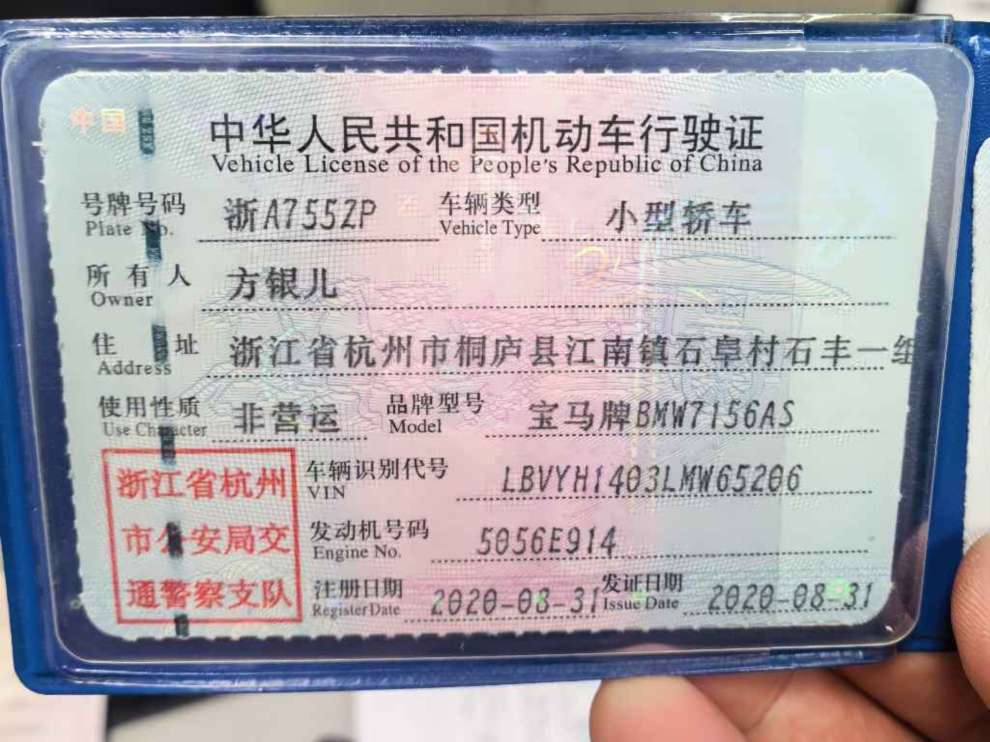 中国
中华人民共和国机动车行驶证
Vehicle License of the People's Republic of China
号牌号码 浙A755ZP 车辆类型 小型轿车
Plate No. Vehicle Type
所有人 方银儿
Owner
住址 浙江省杭州市桐庐县江南镇石阜村石丰一组
Address
使用性质 非营运 品牌型号 宝马牌BMW7156AS
Use Character Model
浙江省杭州
市公安局交
通警察支队
车辆识别代号 LBVYH1403LMW65206
VIN
发动机号码 5056E914
Engine No.
注册日期 2020-08-31 发证日期 2020-08-31
Register Date Issue Date